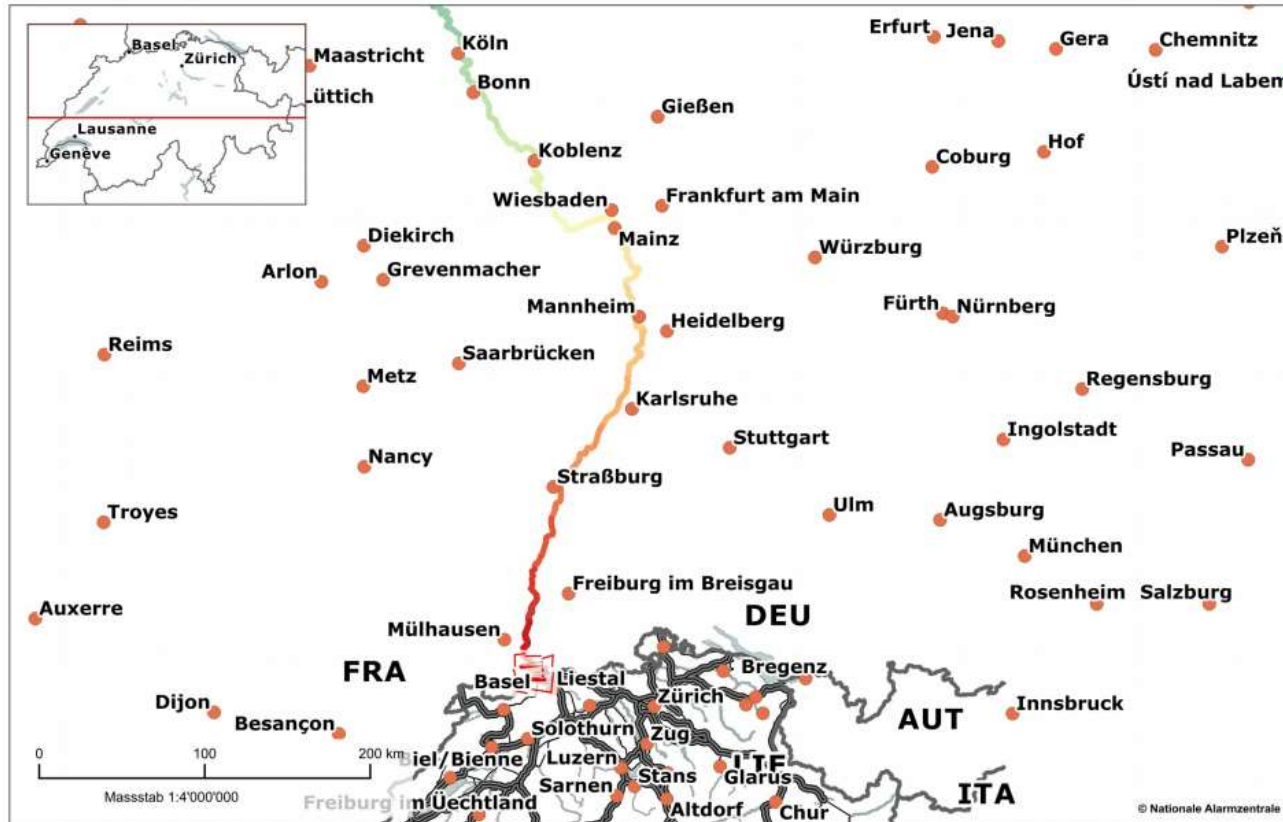 Basel
Zürich
Lausanne
Genève
Maastricht
Lüttich
Köln
Bonn
Erfurt
Jena
Gera
Chemnitz
Ústí nad Labem
Gießen
Koblenz
Coburg
Hof
Wiesbaden
Frankfurt am Main
Mainz
Diekirch
Arlon
Grevenmacher
Würzburg
Plzeň
Mannheim
Heidelberg
Fürth
Nürnberg
Reims
Saarbrücken
Metz
Regensburg
Karlsruhe
Stuttgart
Ingolstadt
Nancy
Passau
Straßburg
Troyes
Ulm
Augsburg
München
Freiburg im Breisgau
Rosenheim
Salzburg
Auxerre
DEU
Mülhausen
FRA
Basel
Liestal
Bregenz
Zürich
Dijon
Besançon
Innsbruck
AUT
Solothurn
Zug
0 100 200 km
Biel/Bienne
Luzern
LIE
Stans
Glarus
Sarnen
ITA
Massstab 1:4'000'000
Freiburg im Üechtland
Altdorf
Chur
© Nationale Alarmzentrale